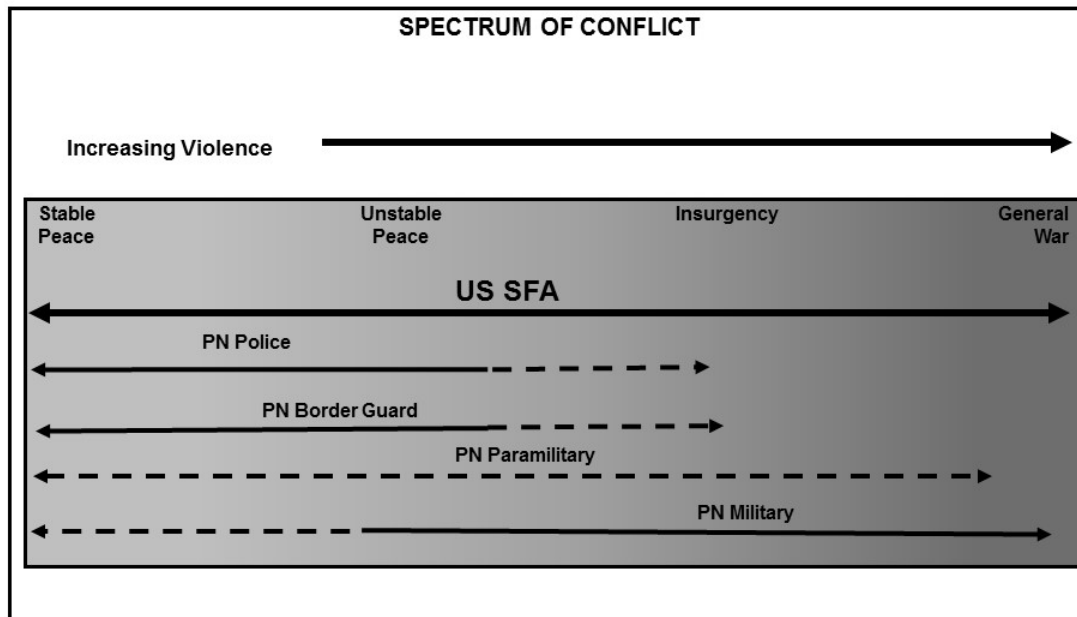 SPECTRUM OF CONFLICT
Increasing Violence
Stable
Peace
Unstable
Peace
Insurgency
General
War
US SFA
PN Police
PN Border Guard
PN Paramilitary
PN Military